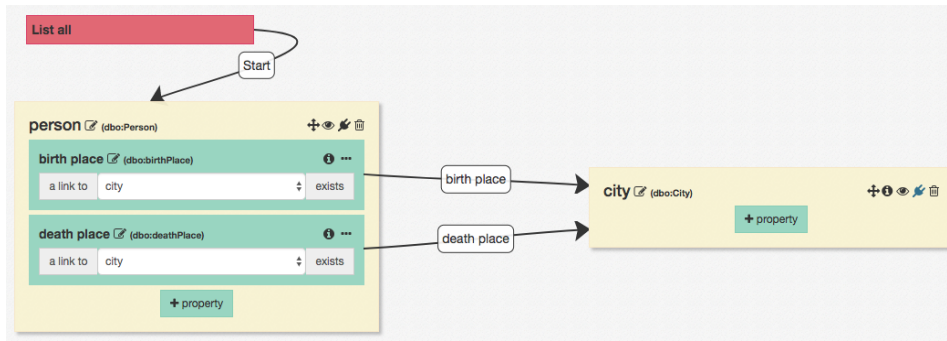 List all
Start
person (dbo:Person)
birth place (dbo:birthPlace)
a link to city exists
death place (dbo:deathPlace)
a link to city exists
+ property
birth place
death place
city (dbo:City)
+ property